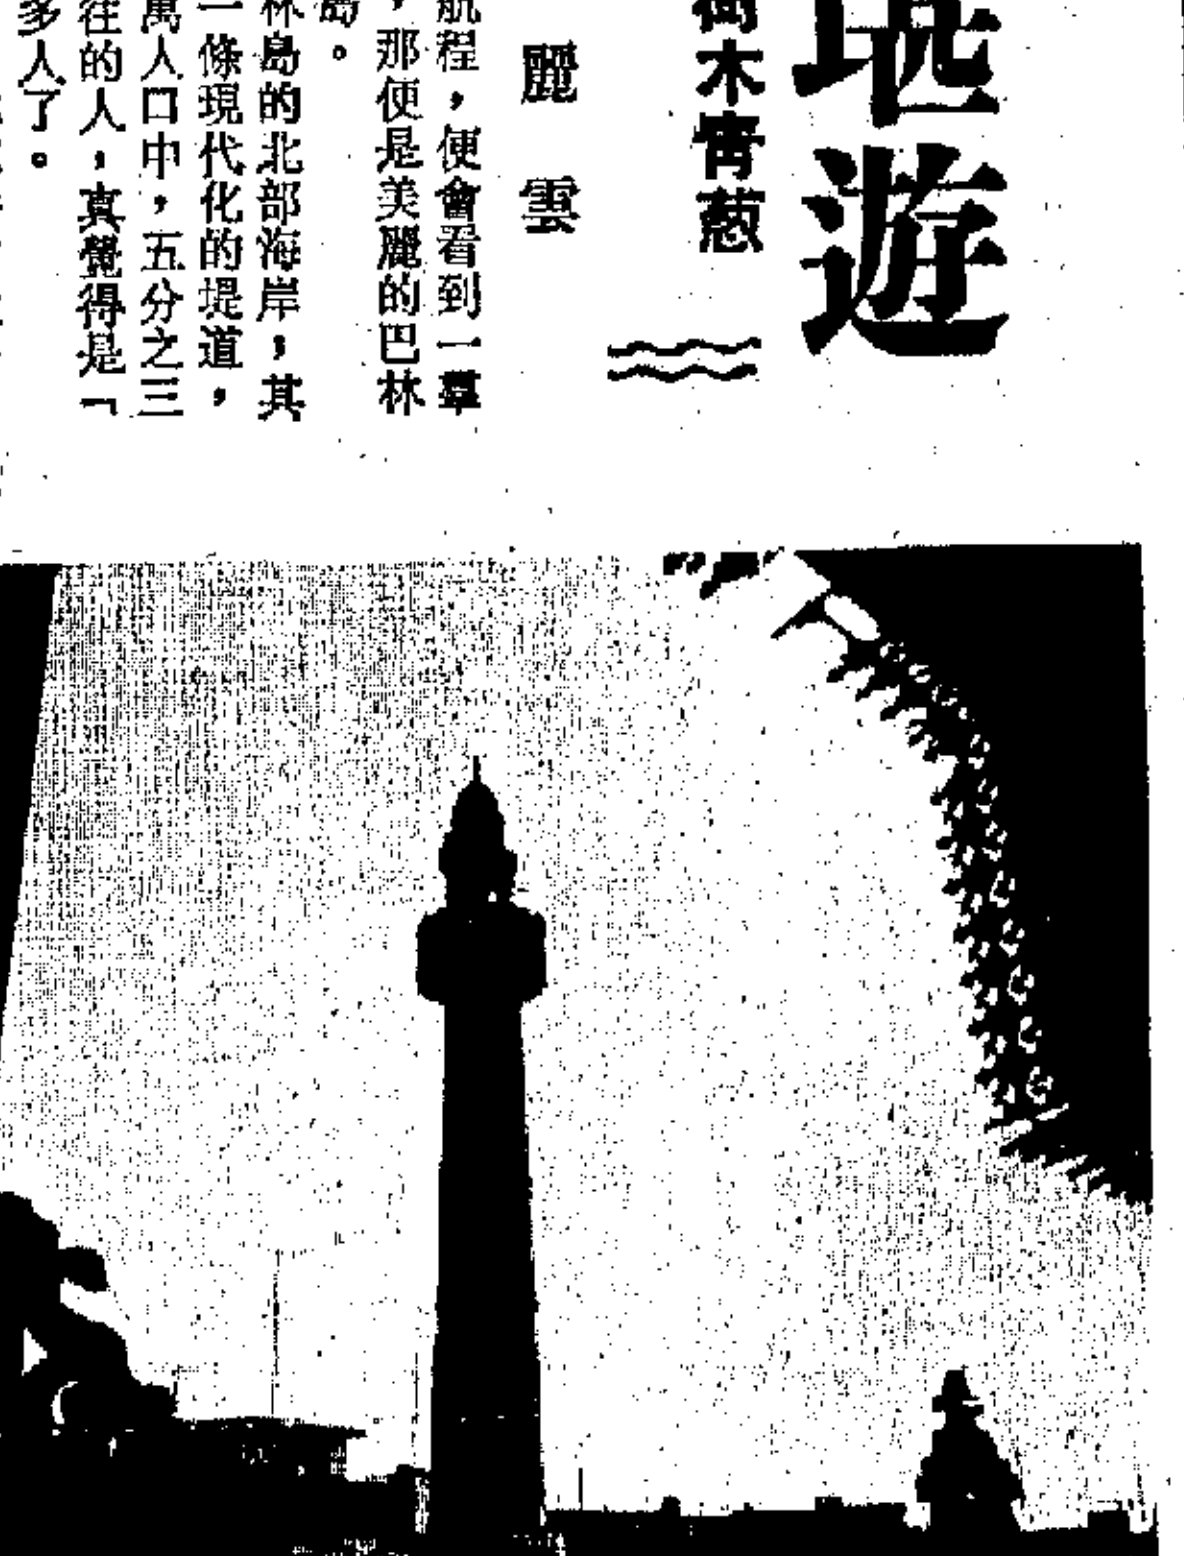 遊
樹木青葱
麗雲
航程，便會看到一羣
，那便是美麗的巴林
島。
林島的北部海岸，其
一條現代化的堤道，
萬人口中，五分之三
往的人，真覺得是「
多人了。